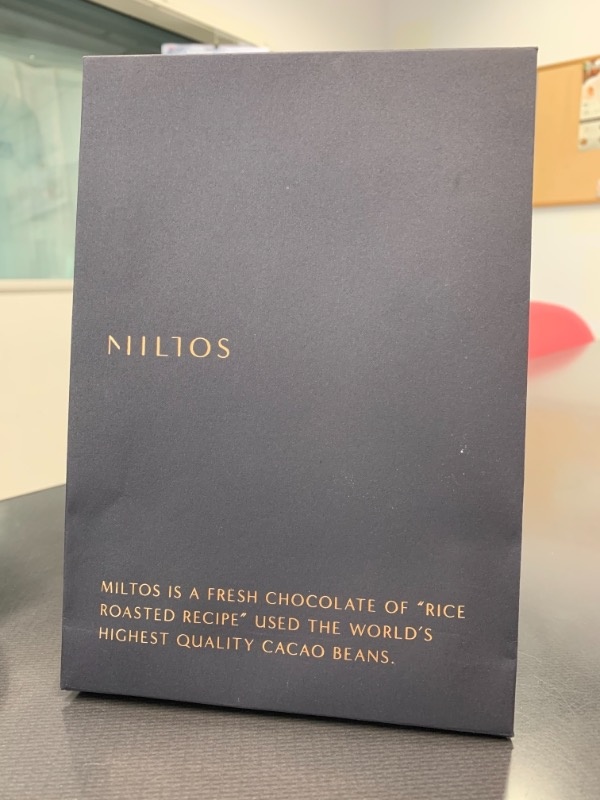 MILTOS
MILTOS IS A FRESH CHOCOLATE OF "RICE
ROASTED RECIPE" USED THE WORLD'S
HIGHEST QUALITY CACAO BEANS.